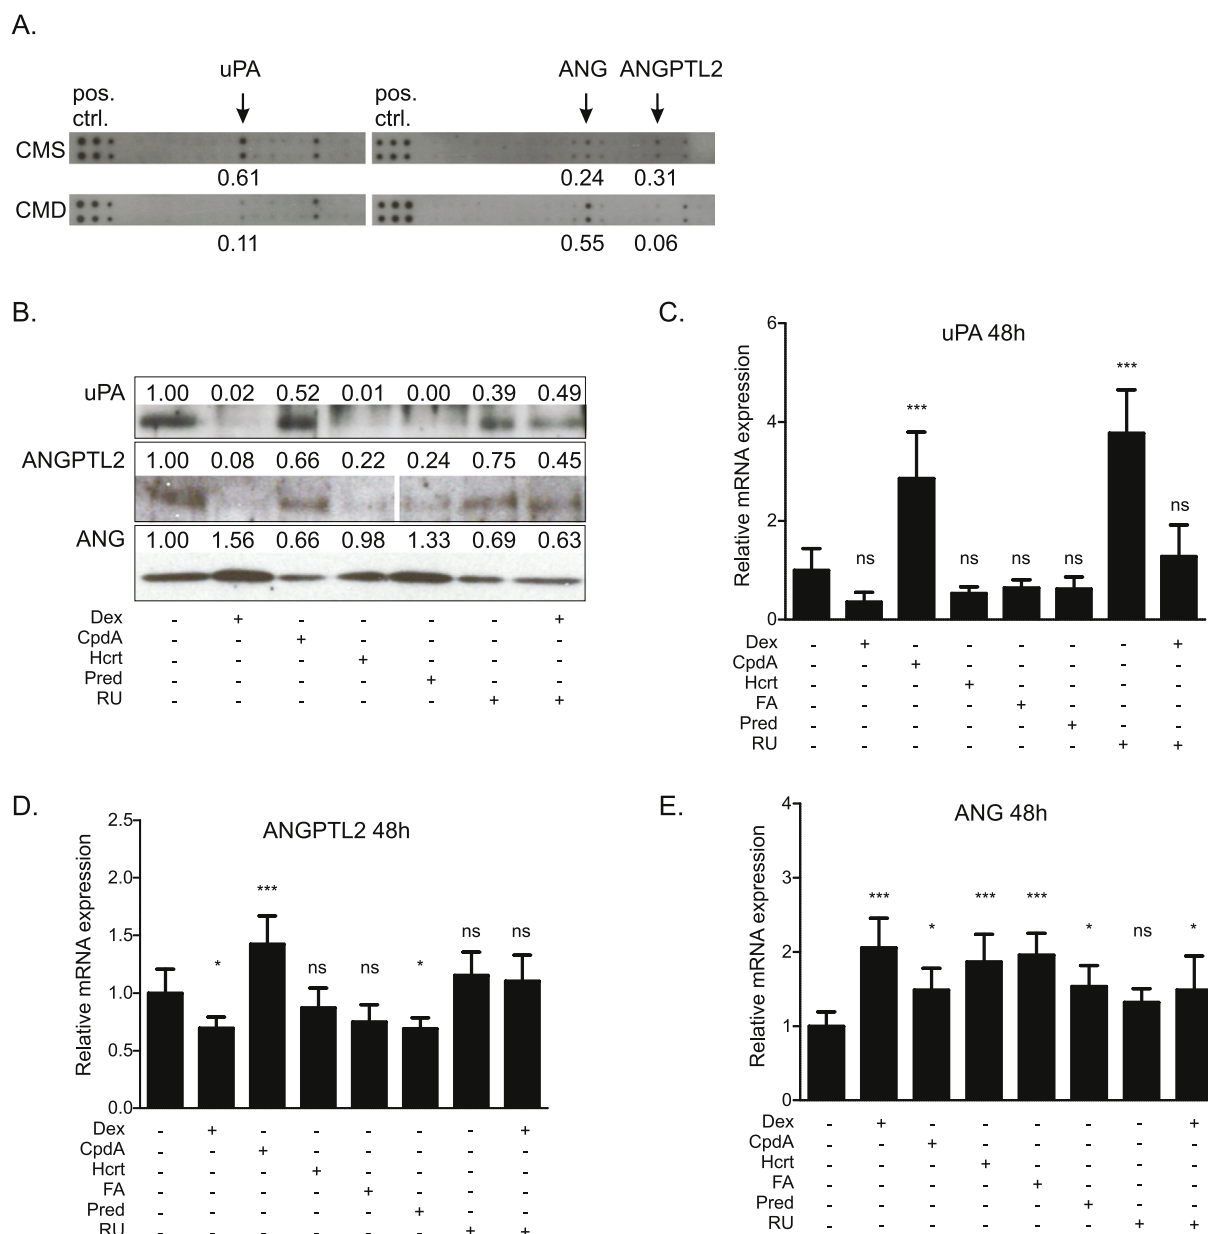 A.
uPA ANG ANGPTL2
pos. ctrl. pos. ctrl.
CMS
0.61 0.24 0.31
CMD
0.11 0.55 0.06
B.
uPA 1.00 0.02 0.52 0.01 0.00 0.39 0.49
ANGPTL2 1.00 0.08 0.66 0.22 0.24 0.75 0.45
ANG 1.00 1.56 0.66 0.98 1.33 0.69 0.63
Dex - + - - - - +
CpdA - - + - - - -
Hcrt - - - + - - -
Pred - - - - + - -
RU - - - - - + +
C.
uPA 48h
Relative mRNA expression
6
4
2
0
ns *** ns ns ns *** ns
Dex - + - - - - - +
CpdA - - + - - - - -
Hcrt - - - + - - - -
FA - - - - + - - -
Pred - - - - - + - -
RU - - - - - - + +
D.
ANGPTL2 48h
Relative mRNA expression
2.5
2.0
1.5
1.0
0.5
0.0
* *** ns ns * ns ns
Dex - + - - - - - +
CpdA - - + - - - - -
Hcrt - - - + - - - -
FA - - - - + - - -
Pred - - - - - + - -
RU - - - - - - + +
E.
ANG 48h
Relative mRNA expression
4
3
2
1
0
*** * *** *** * ns *
Dex - + - - - - - +
CpdA - - + - - - - -
Hcrt - - - + - - - -
FA - - - - + - - -
Pred - - - - - + - -
RU - - - - - - + +